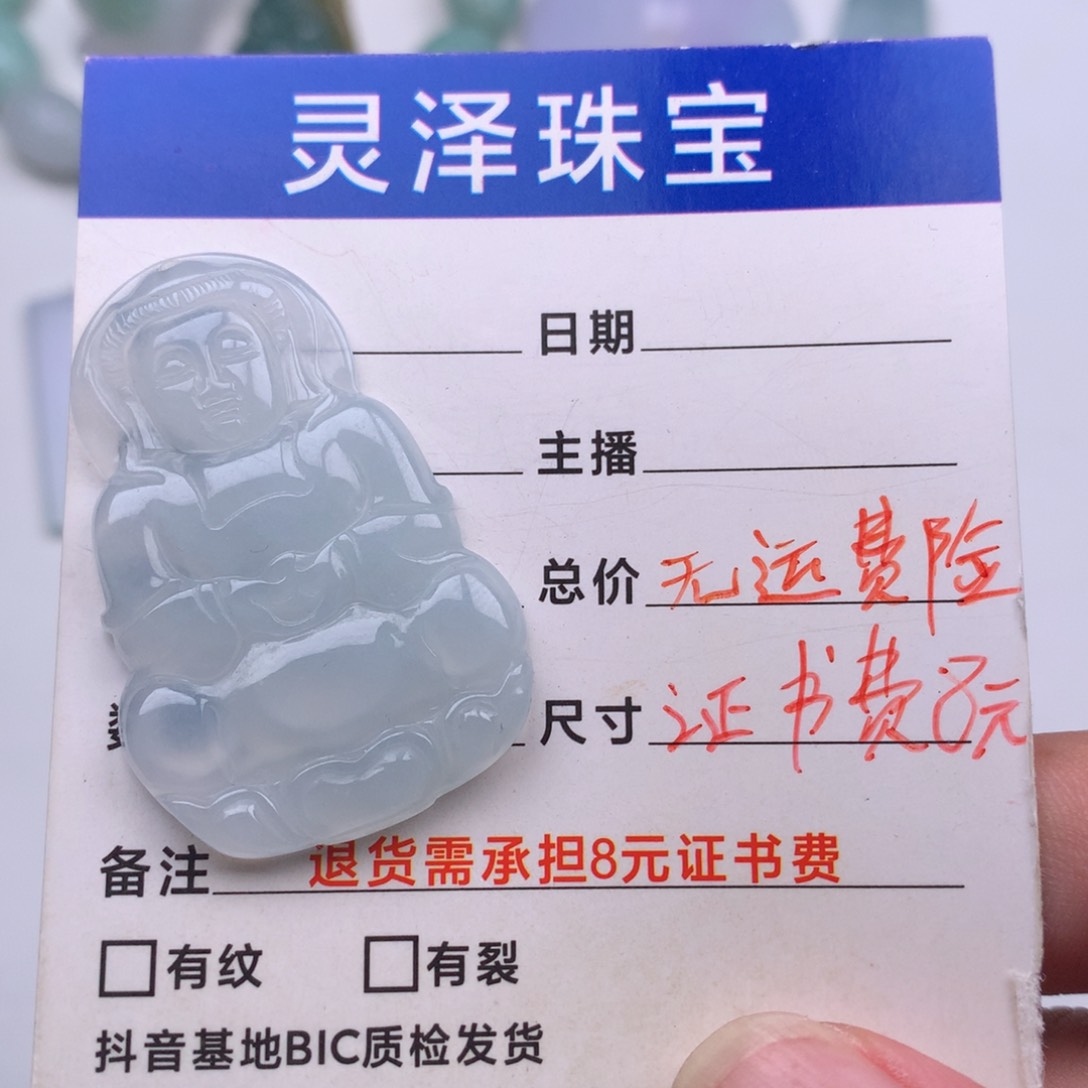 灵泽珠宝
日期
主播
总价 无运费险
尺寸 证书费8元
备注 退货需承担8元证书费
有纹 有裂
抖音基地BIC质检发货